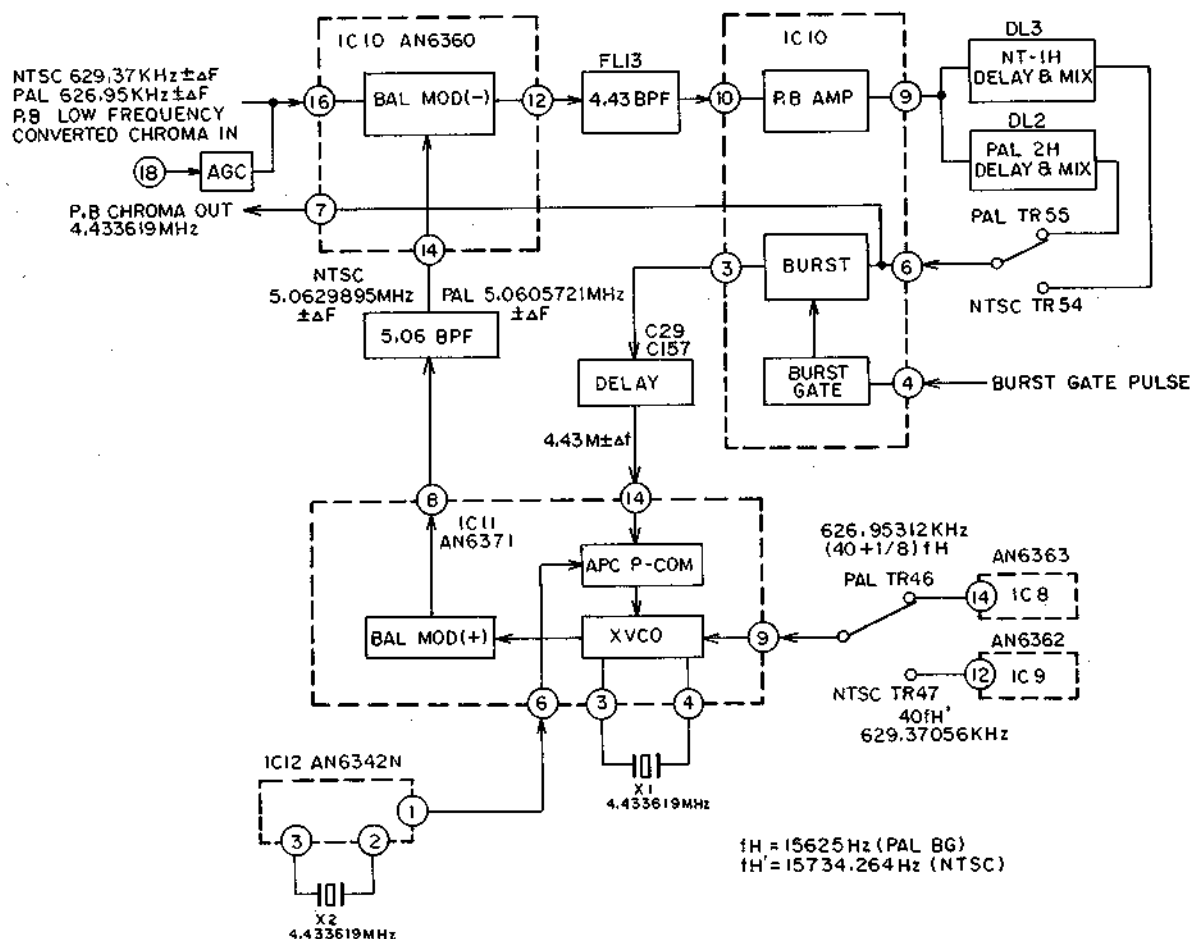 IC10 AN6360
IC10
DL3
NT-1H
DELAY & MIX
FL13
NTSC 629.37KHz ±ΔF
PAL 626.95KHz ±ΔF
P.B LOW FREQUENCY
CONVERTED CHROMA IN
16
BAL MOD(-)
12
4.43 BPF
10
P.B AMP
9
DL2
PAL 2H
DELAY & MIX
18
AGC
P.B CHROMA OUT
4.433619MHz
7
14
PAL TR55
3
BURST
6
NTSC TR54
NTSC
5.0629895MHz
±ΔF
PAL 5.0605721MHz
±ΔF
5.06 BPF
C29
C157
DELAY
BURST
GATE
4
BURST GATE PULSE
4.43M±Δf
8
14
IC11
AN6371
626.95312KHz
(40+1/8) fH
AN6363
APC P-COM
PAL TR46
14
IC8
BAL MOD(+)
XVCO
9
AN6362
12
IC9
NTSC TR47
40fH'
629.37056KHz
6
3
4
IC12 AN6342N
X1
4.433619MHz
1
3
2
fH = 15625Hz (PAL BG)
fH' = 15734.264Hz (NTSC)
X2
4.433619MHz